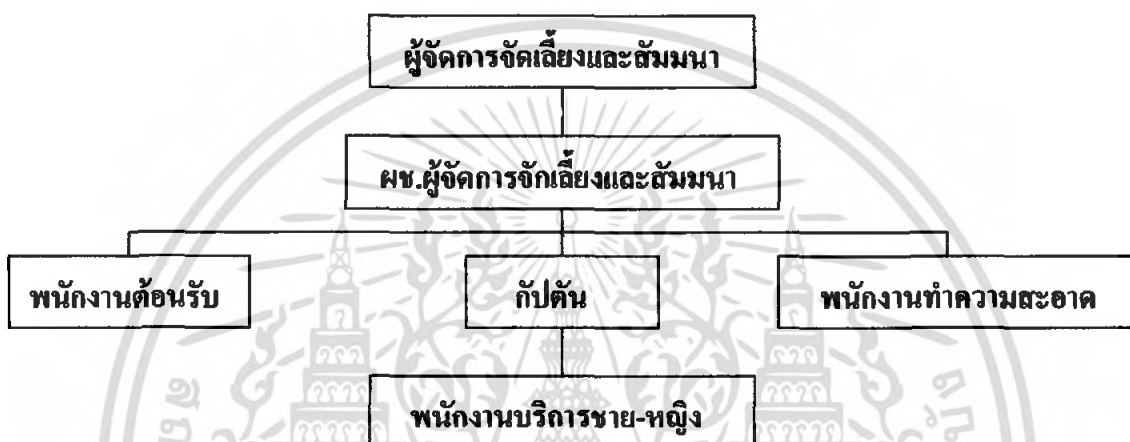 ผู้จัดการจัดเลี้ยงและสัมมนา
ผช.ผู้จัดการจักเลี้ยงและสัมมนา
พนักงานต้อนรับ
กัปตัน
พนักงานทำความสะอาด
พนักงานบริการชาย-หญิง